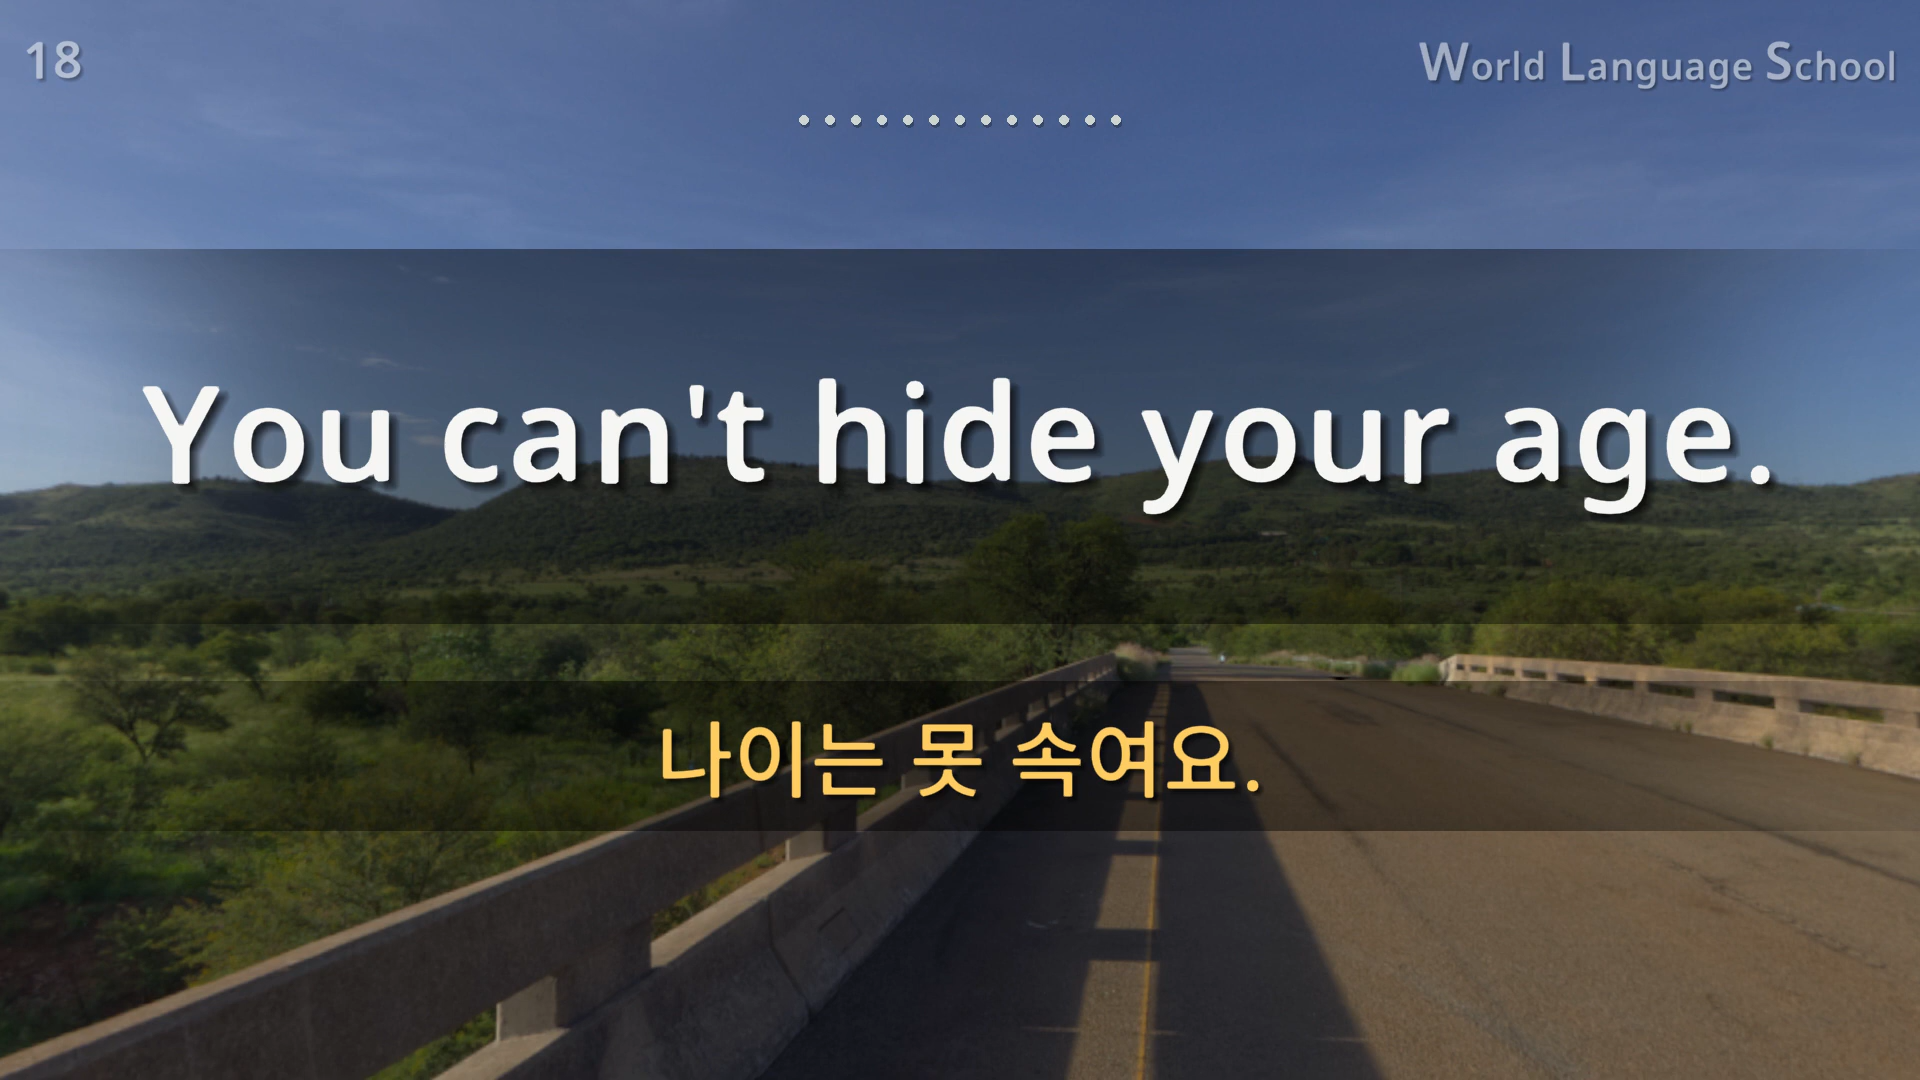 18
World Language School
You can't hide your age.
나이는 못 속여요.